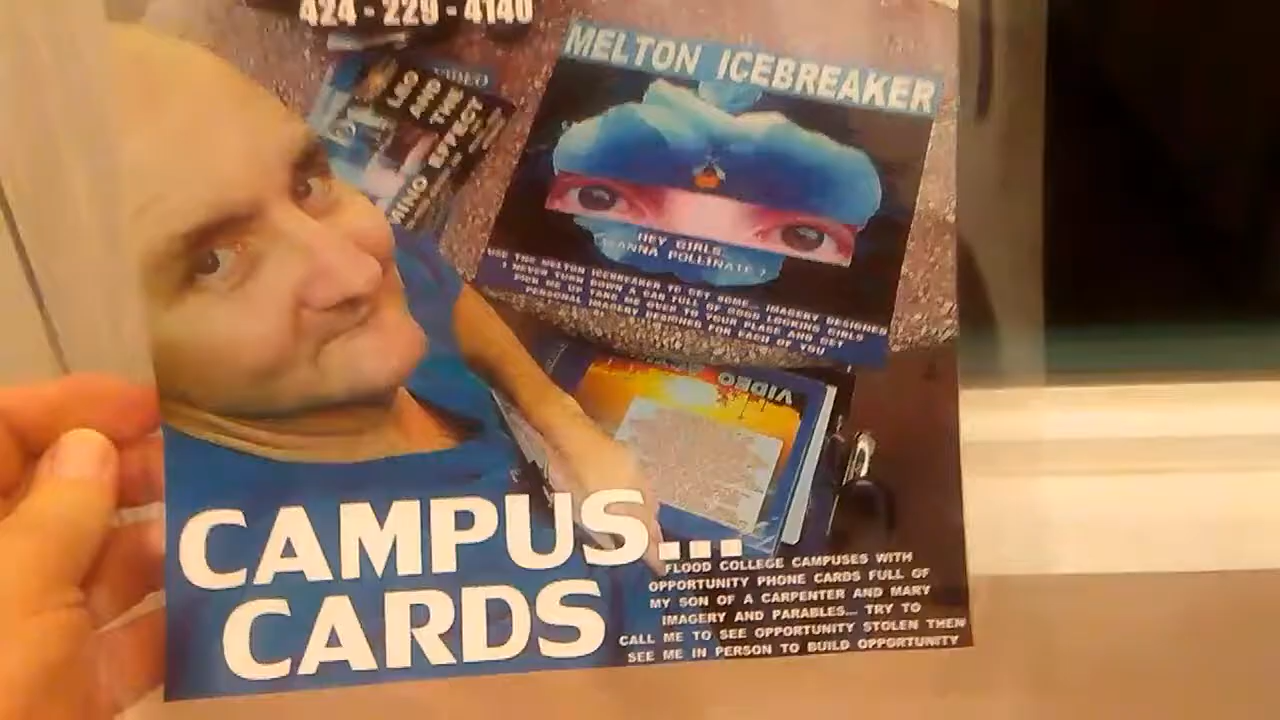 424 - 229 - 4140
MELTON ICEBREAKER
VIDEO
HEY GIRLS...
WANNA POLLINATE ?
USE THE MELTON ICEBREAKER TO GET SOME... IMAGERY DESIGNER
I NEVER TURN DOWN A CAR FULL OF GOOD LOOKING GIRLS
PICK ME UP TAKE ME OVER TO YOUR PLACE AND GET
PERSONAL IMAGERY DESIGNED FOR EACH OF YOU
VIDEO
CAMPUS...
CARDS
FLOOD COLLEGE CAMPUSES WITH
OPPORTUNITY PHONE CARDS FULL OF
MY SON OF A CARPENTER AND MARY
IMAGERY AND PARABLES... TRY TO
CALL ME TO SEE OPPORTUNITY STOLEN THEN
SEE ME IN PERSON TO BUILD OPPORTUNITY